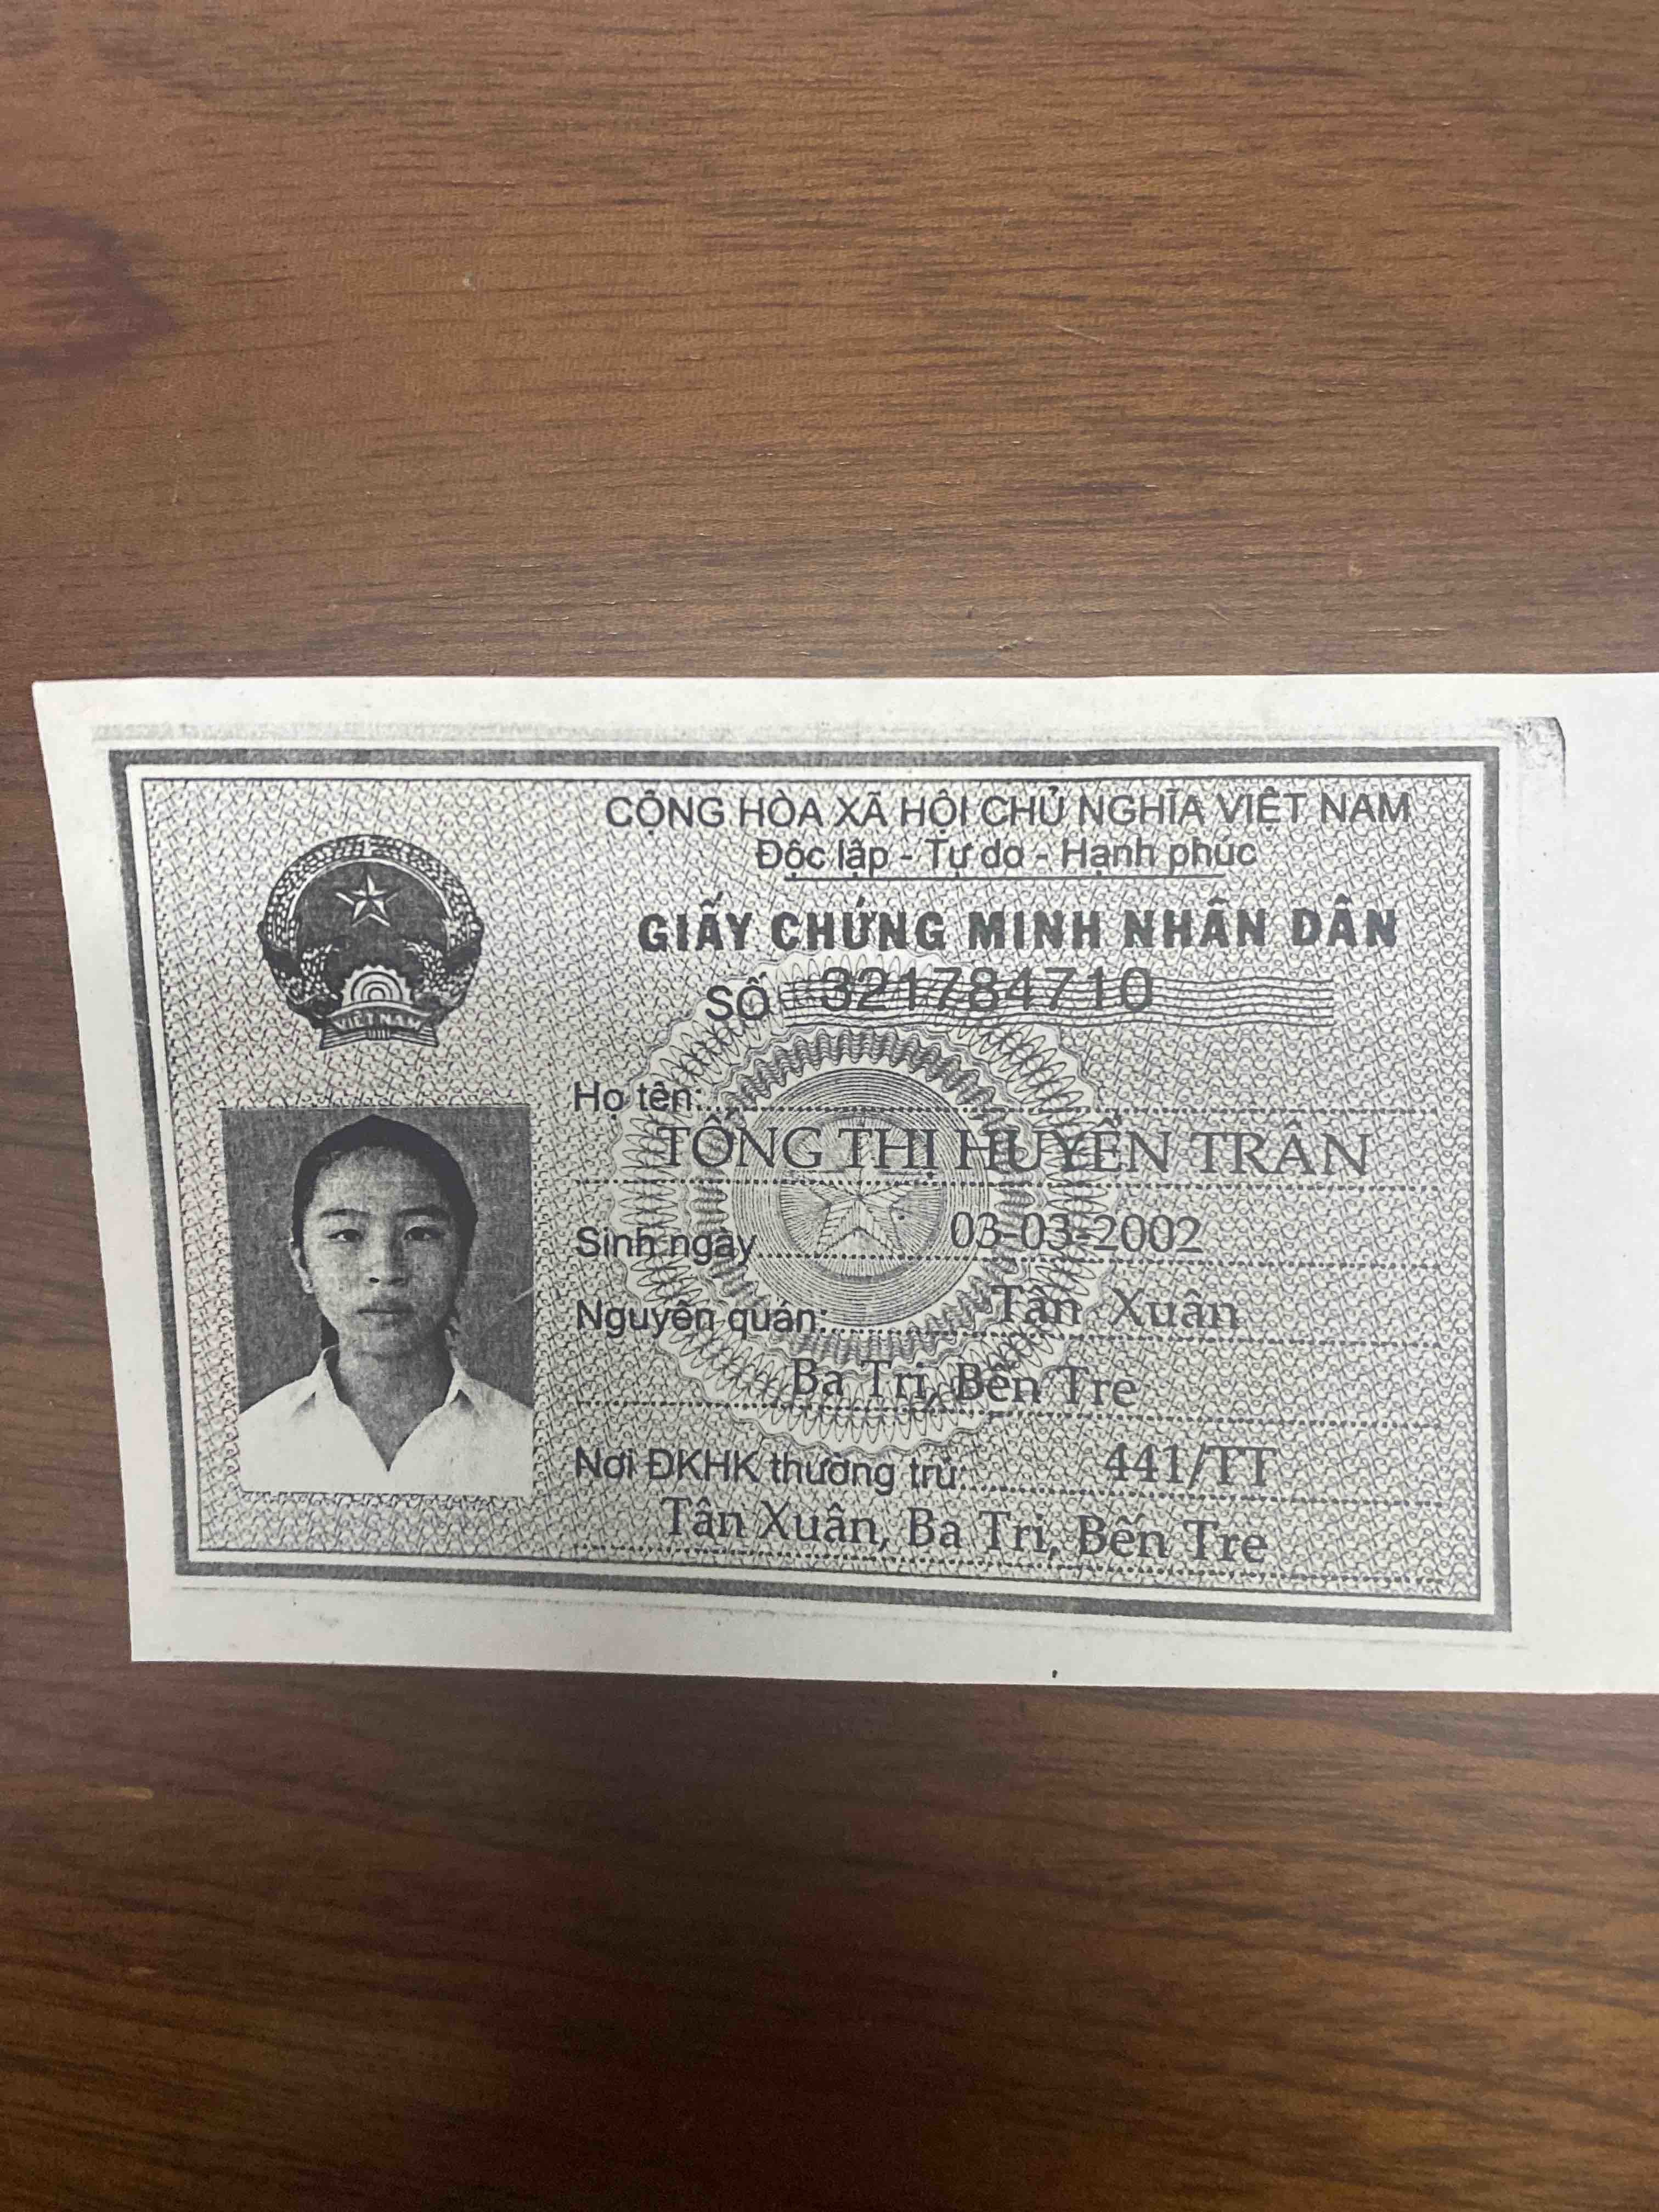 CỘNG HÒA XÃ HỘI CHỦ NGHĨA VIỆT NAM
Độc lập - Tự do - Hạnh phúc
GIẤY CHỨNG MINH NHÂN DÂN
SỐ 321784710
VIỆT NAM
Họ tên:
TỐNG THỊ HUYỀN TRÂN
Sinh ngày 03-03-2002
Nguyên quán: Tân Xuân
Ba Tri, Bến Tre
Nơi ĐKHK thường trú: 441/TT
Tân Xuân, Ba Tri, Bến Tre